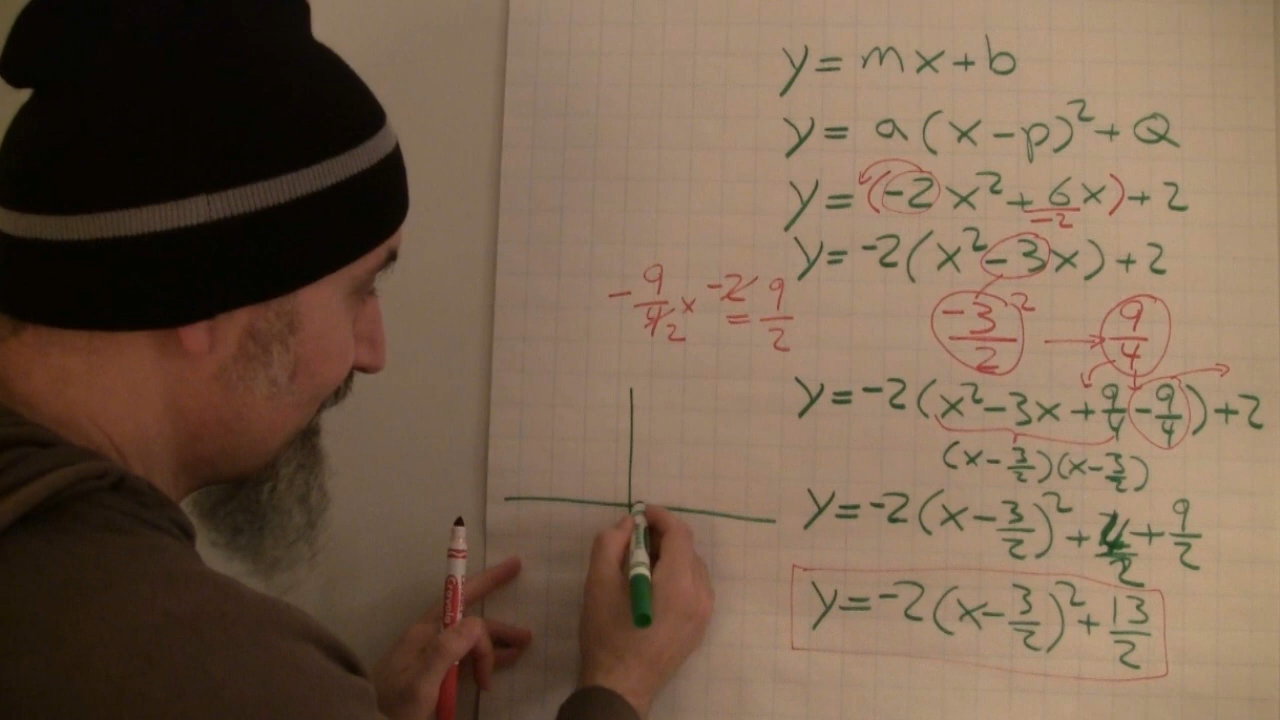 y = mx + b
y = a(x - p)² + Q
y = (-2x² + 6x) + 2
-2
y = -2(x² - 3x) + 2
- 9/4 2 x -2 = 9/2
-3/2 ² → 9/4
y = -2(x² - 3x + 9/4 - 9/4) + 2
(x - 3/2)(x - 3/2)
y = -2(x - 3/2)² + 4/2 + 9/2
y = -2(x - 3/2)² + 13/2
Crayola